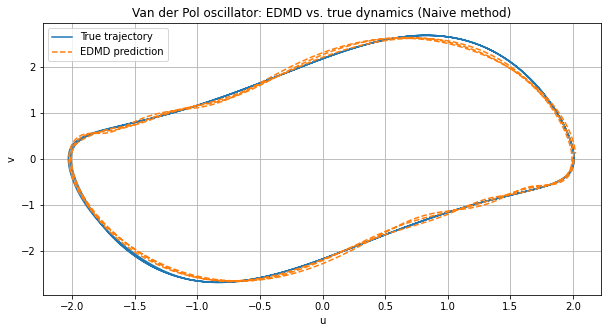 Van der Pol oscillator: EDMD vs. true dynamics (Naive method)
True trajectory
EDMD prediction
2
1
0
−1
−2
v
−2.0 −1.5 −1.0 −0.5 0.0 0.5 1.0 1.5 2.0
u